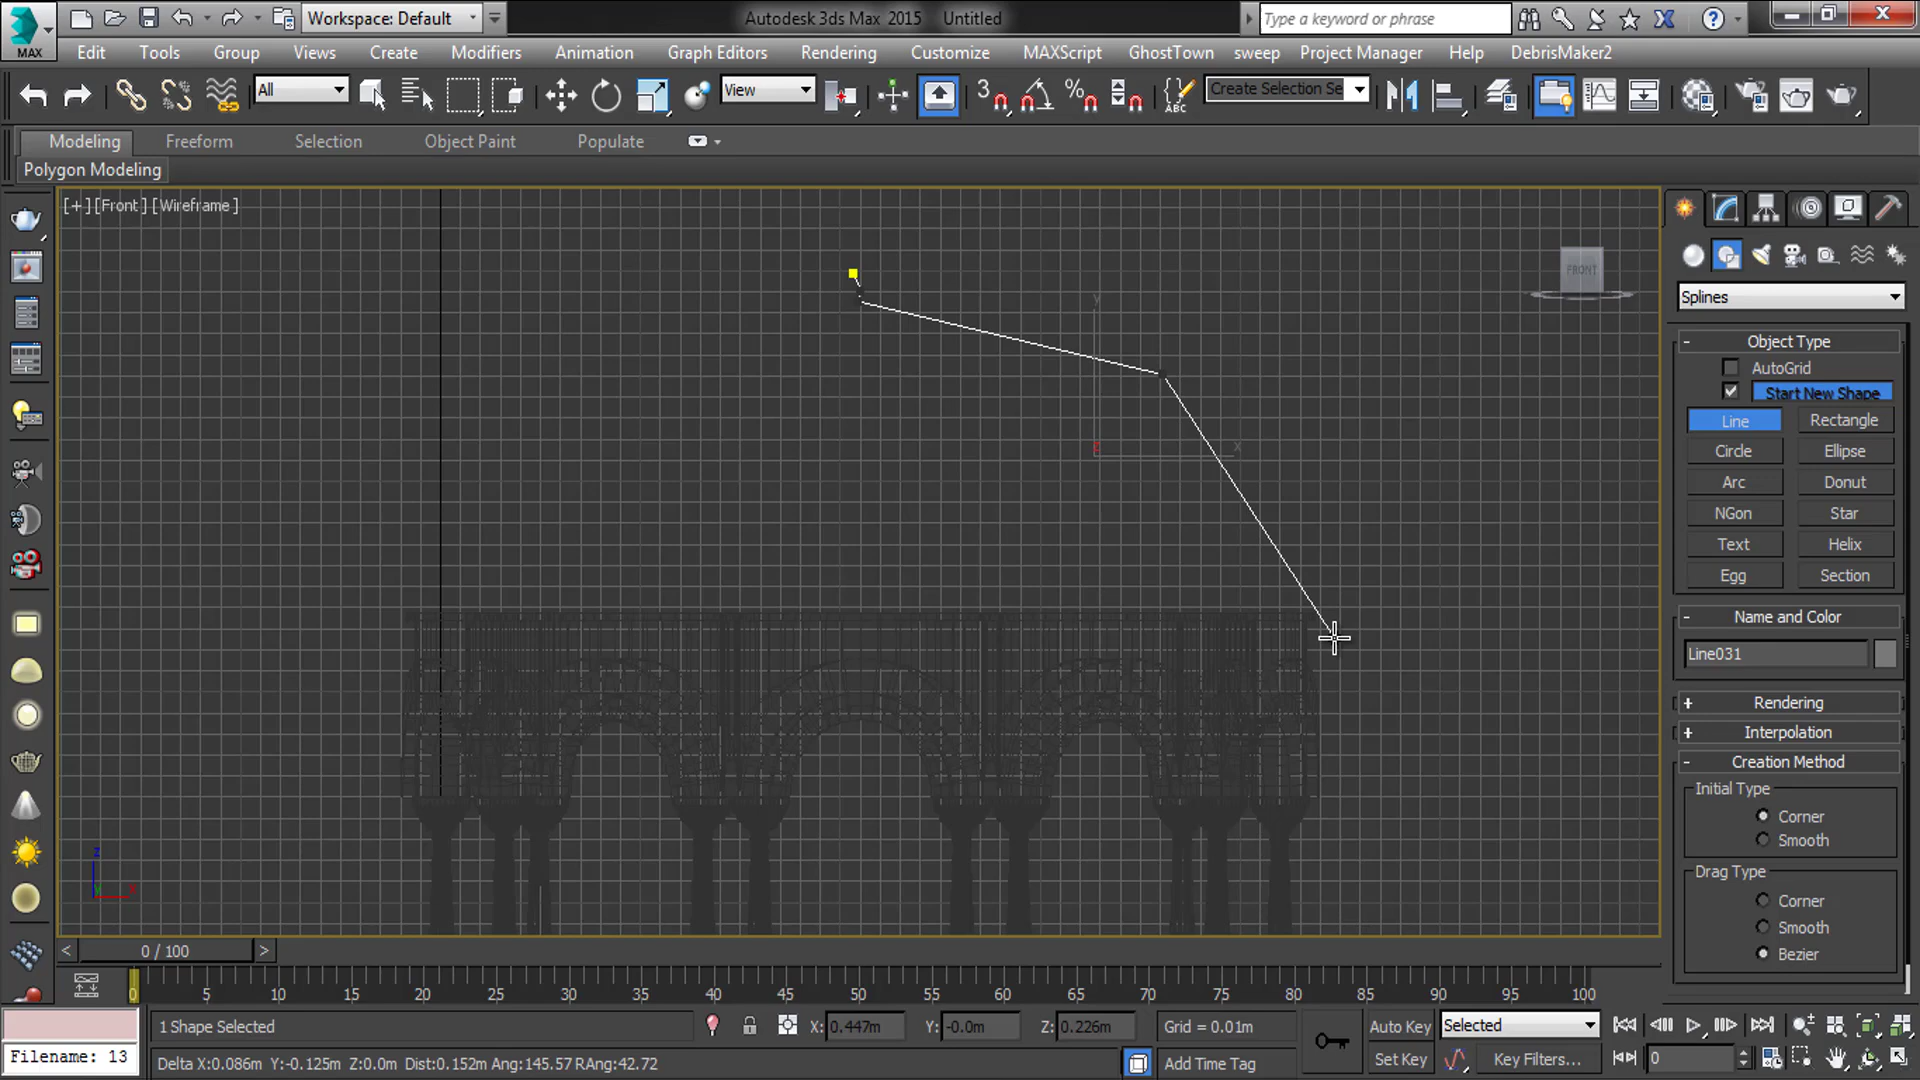 MAX
Workspace: Default
Autodesk 3ds Max 2015 Untitled
Type a keyword or phrase
Edit Tools Group Views Create Modifiers Animation Graph Editors Rendering Customize MAXScript GhostTown sweep Project Manager Help DebrisMaker2
All
View
3
%
ABC
Create Selection Se
Modeling Freeform Selection Object Paint Populate
Polygon Modeling
[+][Front][Wireframe]
FRONT
y
x
z
x
Splines
- Object Type
AutoGrid
Start New Shape
Line Rectangle
Circle Ellipse
Arc Donut
NGon Star
Text Helix
Egg Section
- Name and Color
Line031
+ Rendering
+ Interpolation
- Creation Method
Initial Type
Corner
Smooth
Drag Type
Corner
Smooth
Bezier
< 0 / 100 >
0 5 10 15 20 25 30 35 40 45 50 55 60 65 70 75 80 85 90 95 100
1 Shape Selected X: 0.447m Y: -0.0m Z: 0.226m Grid = 0.01m Auto Key Selected
Filename: 13 Delta X:0.086m Y:-0.125m Z:0.0m Dist:0.152m Ang:145.57 RAng:42.72 Add Time Tag Set Key Key Filters... 0